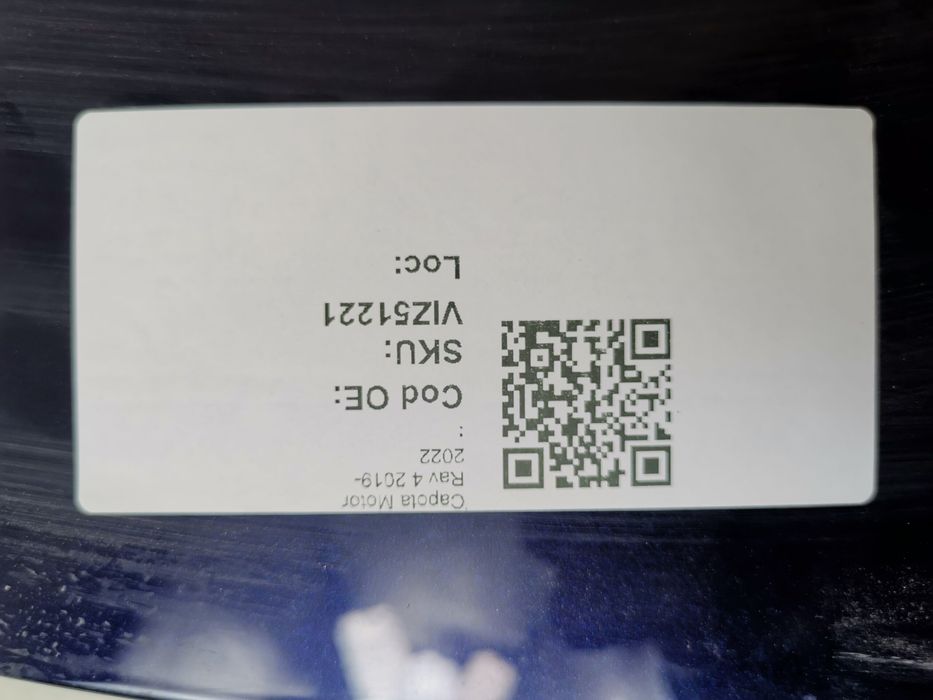 Capota Motor
Rav 4 2019-
2022
:
Cod OE:
SKU:
VIZ51221
Loc: